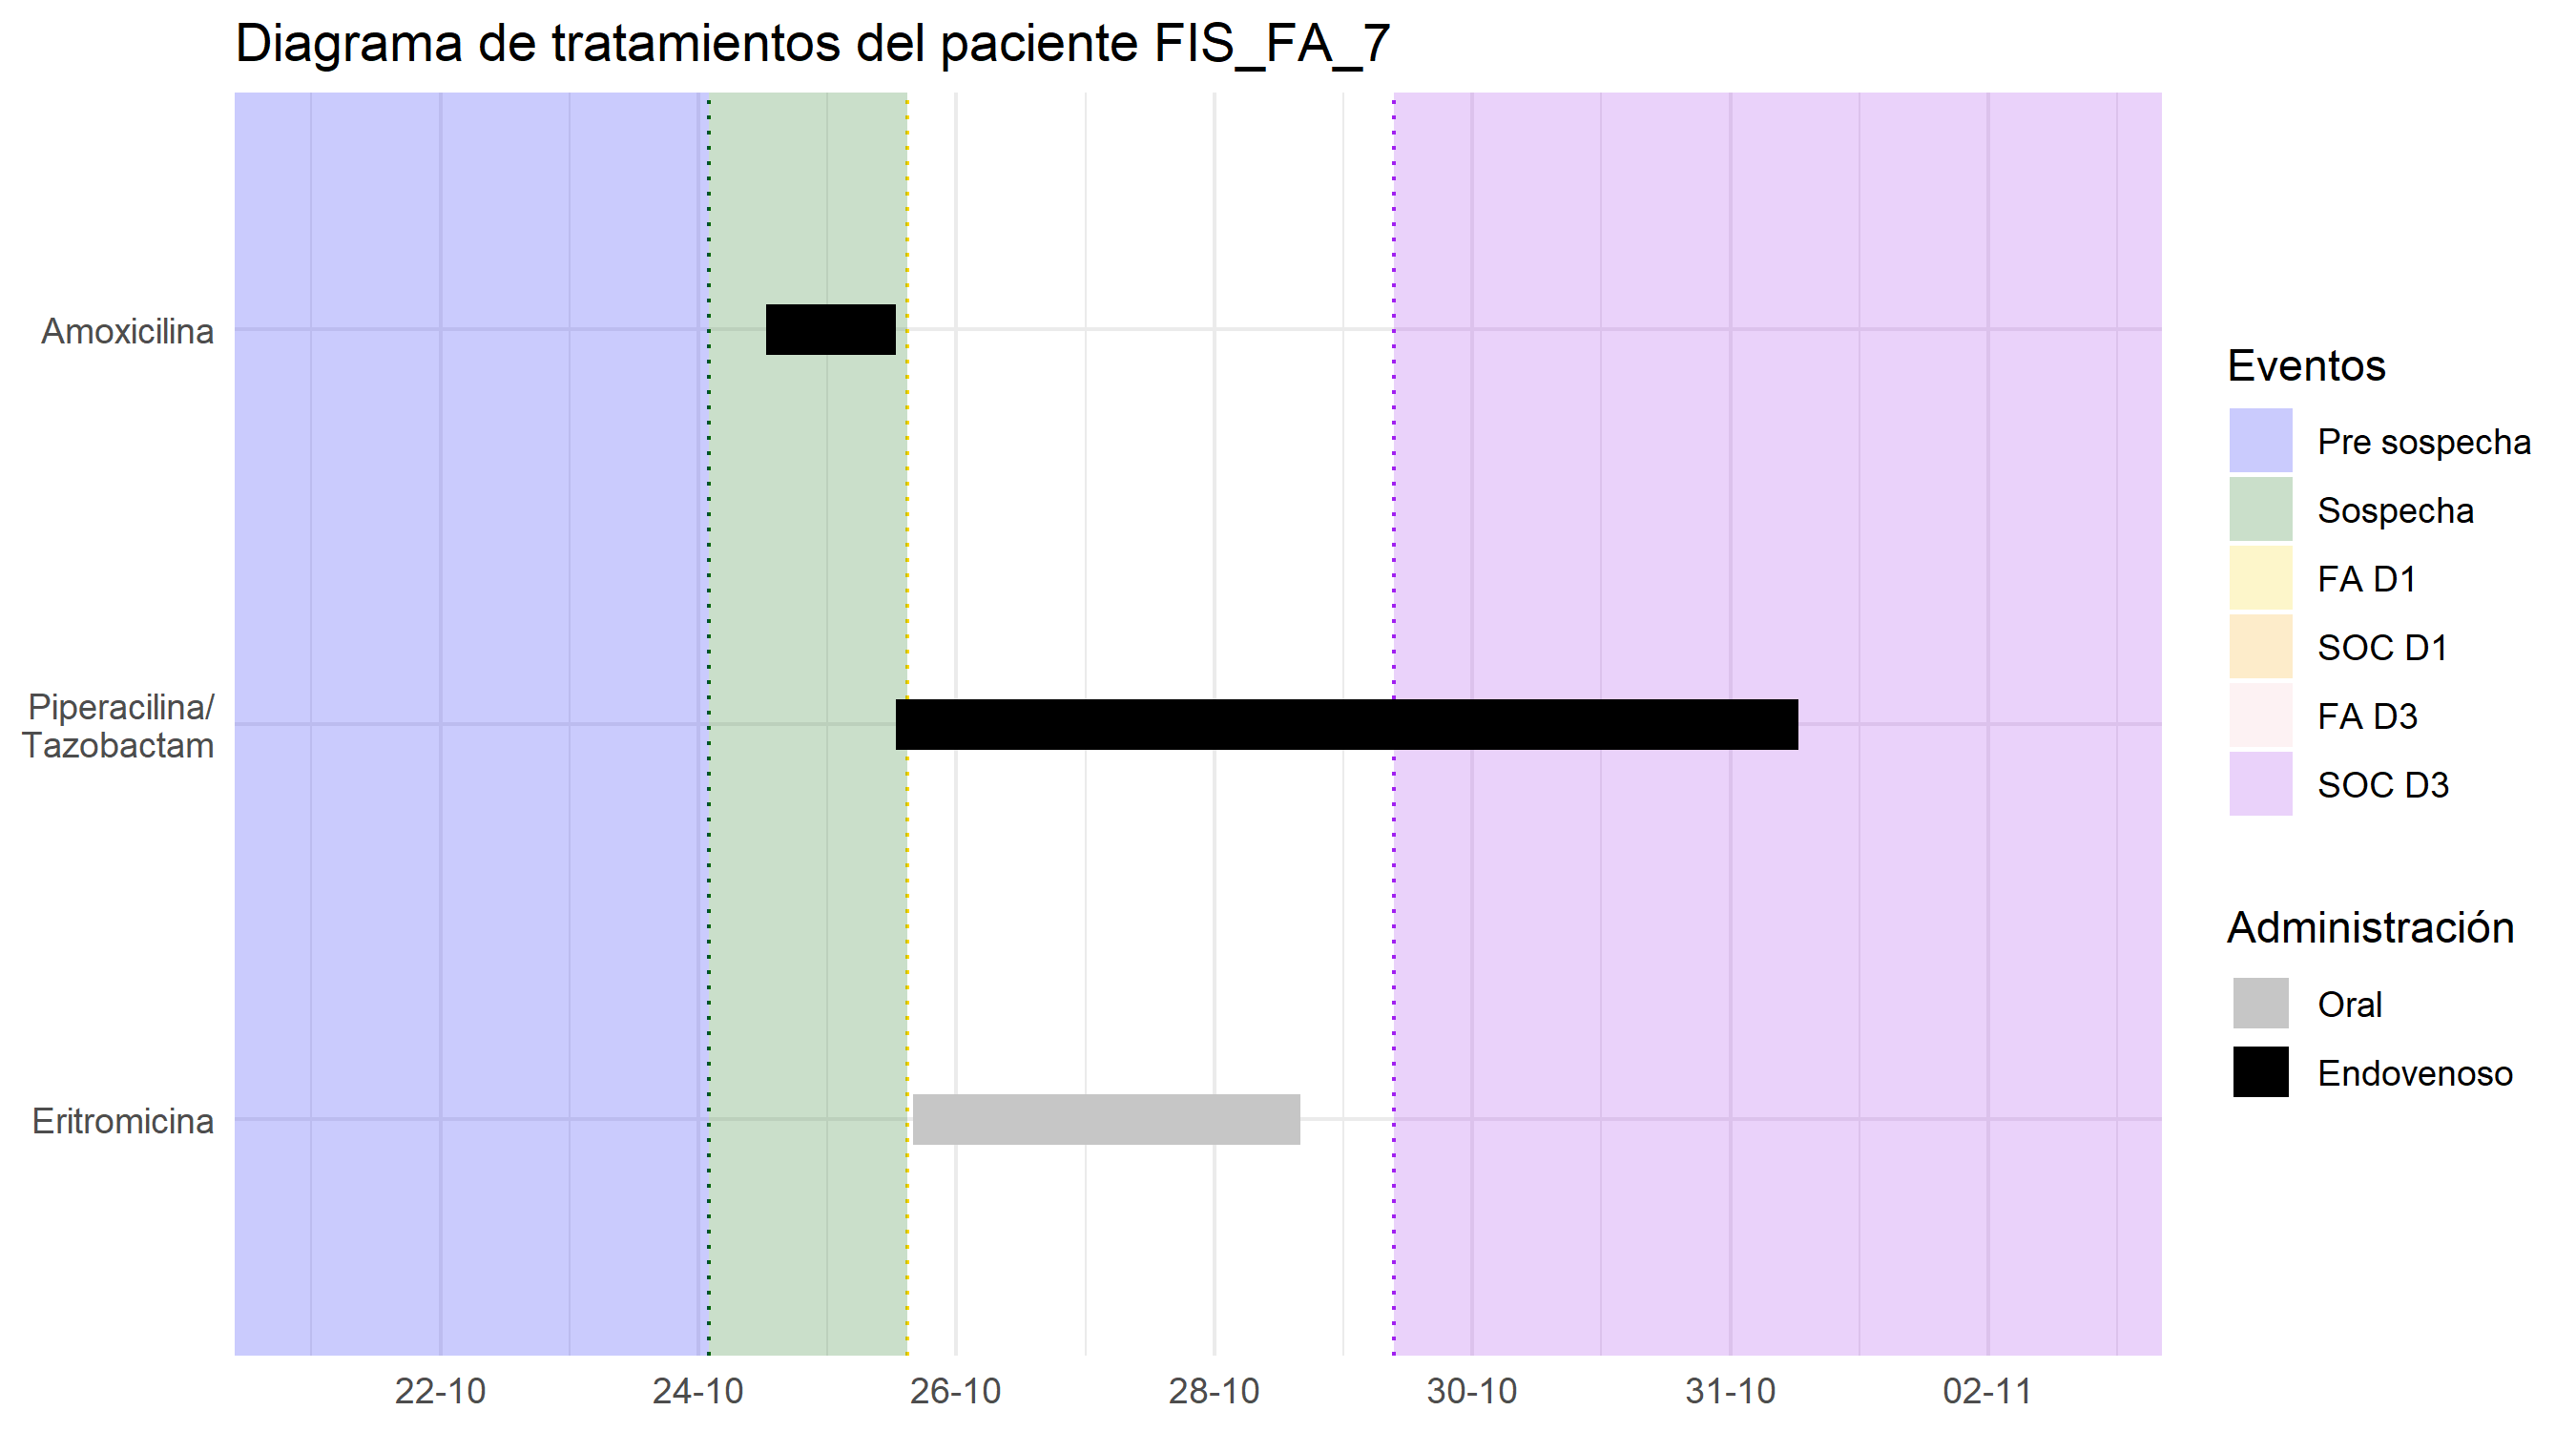 Diagrama de tratamientos del paciente FIS_FA_7
Amoxicilina
Piperacilina/
Tazobactam
Eritromicina
22-10
24-10
26-10
28-10
30-10
31-10
02-11
Eventos
Pre sospecha
Sospecha
FA D1
SOC D1
FA D3
SOC D3
Administración
Oral
Endovenoso